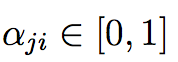 α_{ji} ∈ [0, 1]